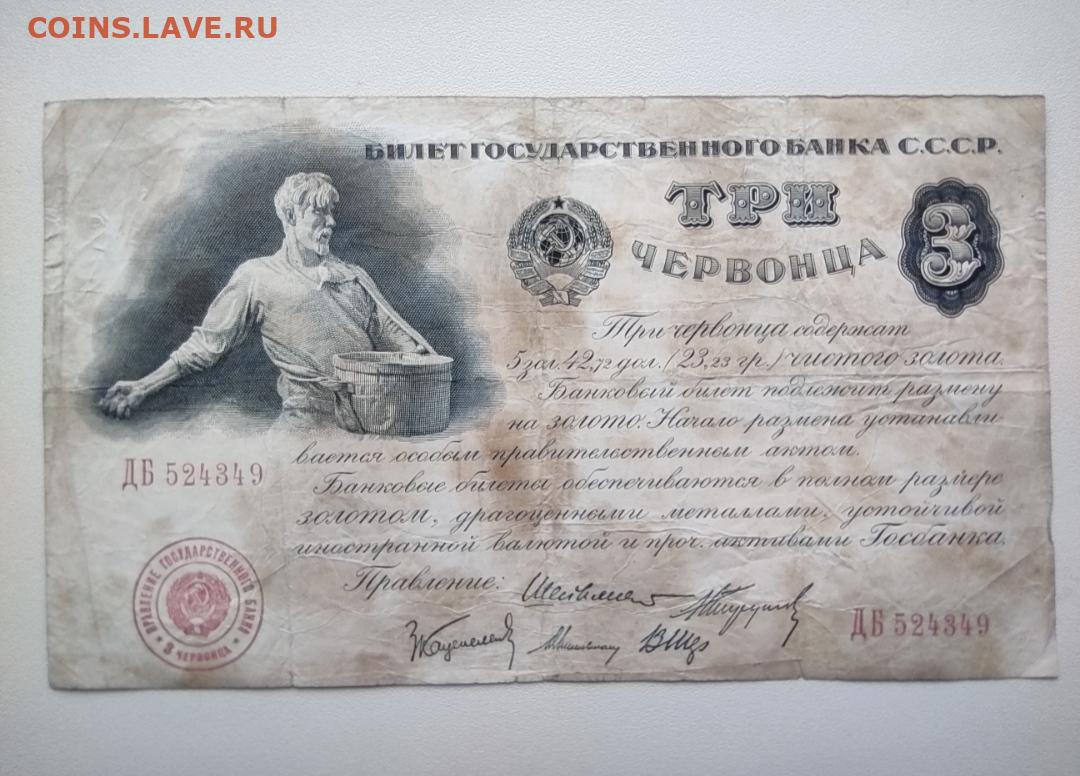 COINS.LAVE.RU
БИЛЕТ ГОСУДАРСТВЕННОГО БАНКА С.С.С.Р.
ТРИ
ЧЕРВОНЦА
3
Три червонца содержат
5 зол. 42,72 дол. (23,23 гр.) чистого золота.
Банковый билет подлежит размену
на золото. Начало размена устанавли-
вается особым правительственным актом.
Банковые билеты обеспечиваются в полном размере
золотом, драгоценными металлами, устойчивой
иностранной валютой и проч. активами Госбанка.
ДБ 524349
Правление:
ПРАВЛЕНИЕ ГОСУДАРСТВЕННОГО БАНКА
3 ЧЕРВОНЦА
ДБ 524349